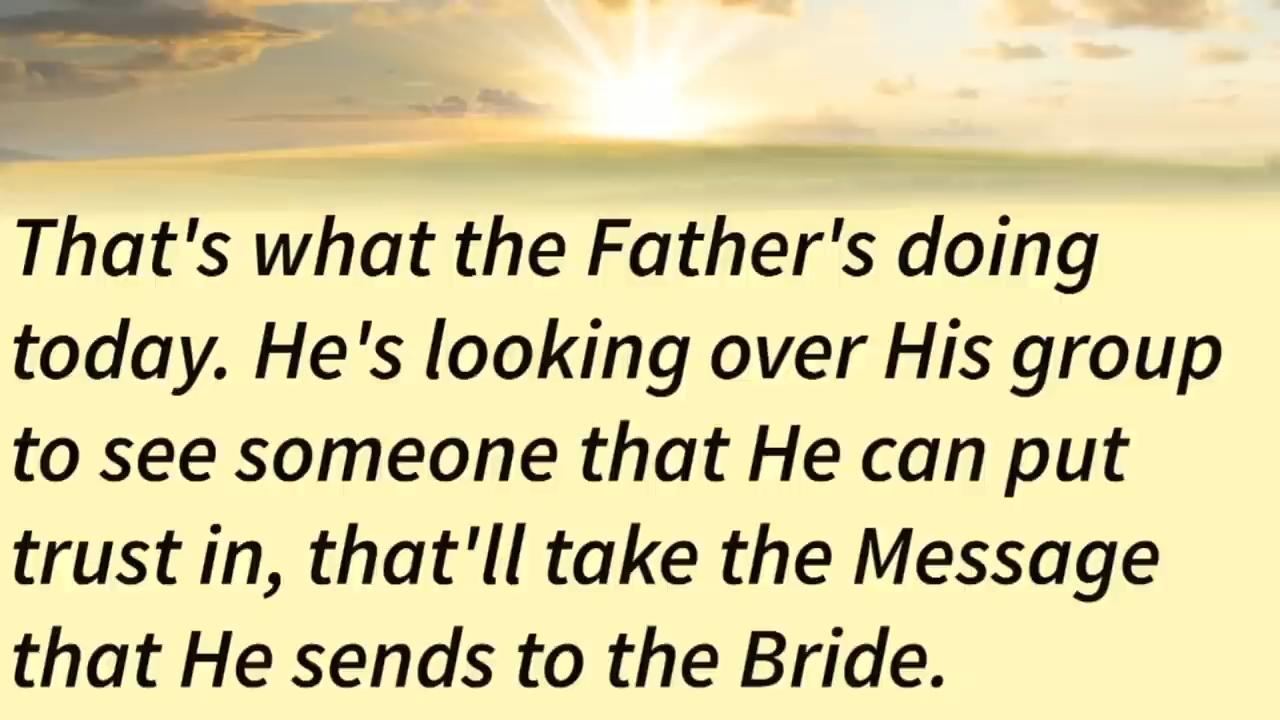 That's what the Father's doing
today. He's looking over His group
to see someone that He can put
trust in, that'll take the Message
that He sends to the Bride.